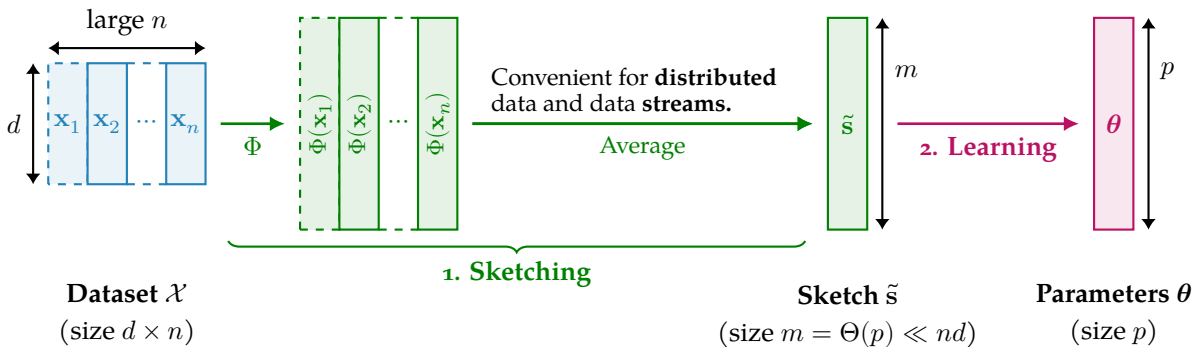 large n
d
x₁ x₂ ... xₙ
Φ
Φ(x₁) Φ(x₂) ... Φ(xₙ)
Convenient for distributed
data and data streams.
Average
s̃
m
2. Learning
θ
p
1. Sketching
Dataset 𝒳
(size d × n)
Sketch s̃
(size m = Θ(p) ≪ nd)
Parameters θ
(size p)